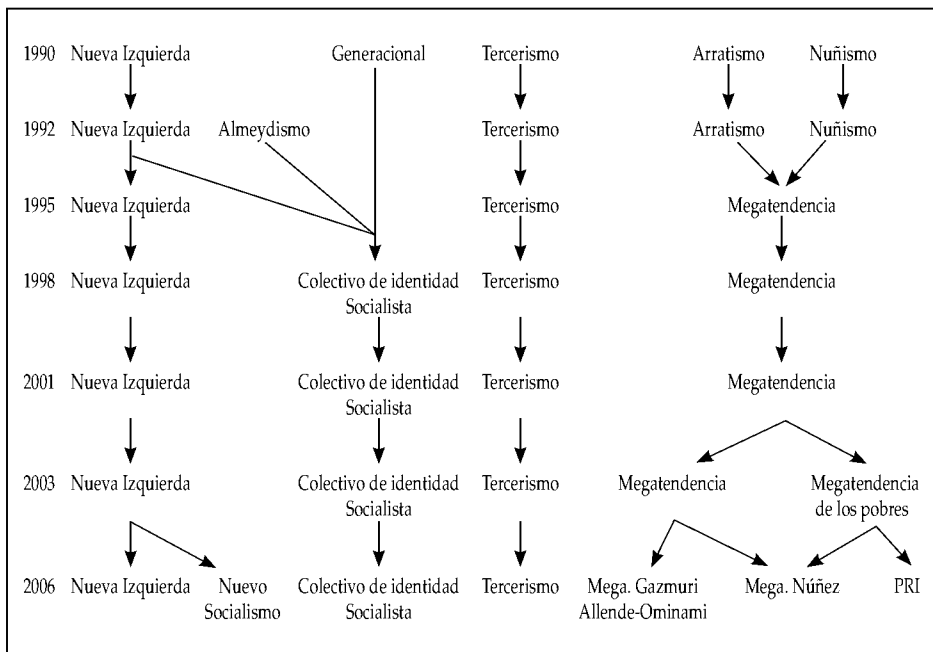 1990 Nueva Izquierda Generacional Tercerismo Arratismo Nuñismo
1992 Nueva Izquierda Almeydismo Tercerismo Arratismo Nuñismo
1995 Nueva Izquierda Tercerismo Megatendencia
1998 Nueva Izquierda Colectivo de identidad Tercerismo Megatendencia
Socialista
2001 Nueva Izquierda Colectivo de identidad Tercerismo Megatendencia
Socialista
2003 Nueva Izquierda Colectivo de identidad Tercerismo Megatendencia Megatendencia
Socialista de los pobres
2006 Nueva Izquierda Nuevo Colectivo de identidad Tercerismo Mega. Gazmuri Mega. Núñez PRI
Socialismo Socialista Allende-Ominami